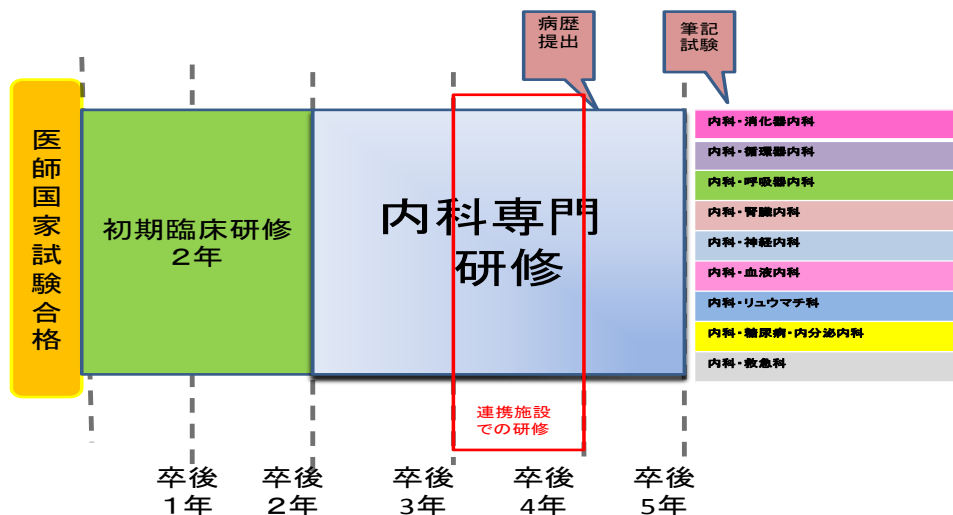 病歴
提出
筆記
試験
医師国家試験合格
初期臨床研修
2年
内科専門
研修
内科・消化器内科
内科・循環器内科
内科・呼吸器内科
内科・腎臓内科
内科・神経内科
内科・血液内科
内科・リュウマチ科
内科・糖尿病・内分泌内科
内科・救急科
連携施設
での研修
卒後
1年
卒後
2年
卒後
3年
卒後
4年
卒後
5年